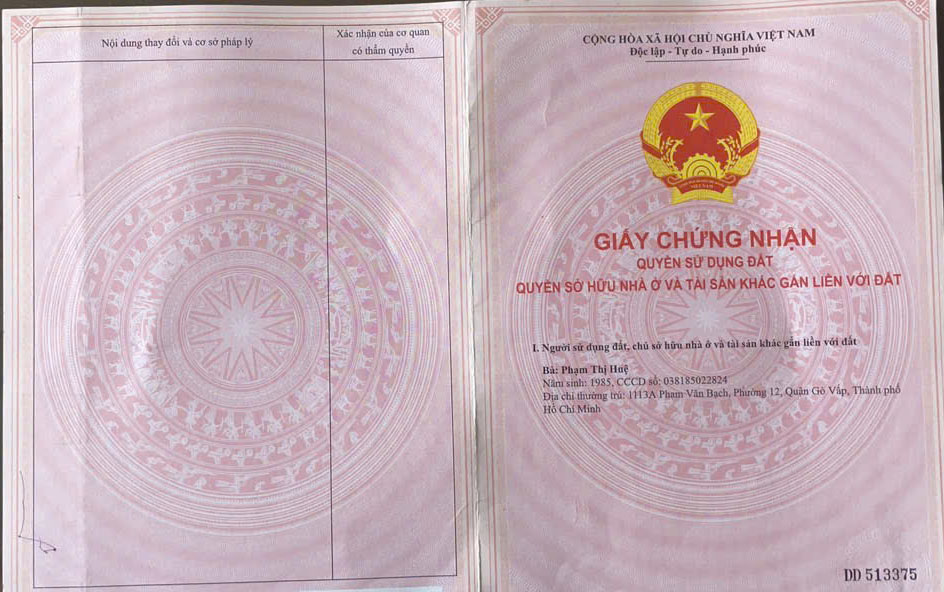 Nội dung thay đổi và cơ sở pháp lý
Xác nhận của cơ quan
có thẩm quyền
CỘNG HÒA XÃ HỘI CHỦ NGHĨA VIỆT NAM
Độc lập - Tự do - Hạnh phúc
VIỆT NAM
GIẤY CHỨNG NHẬN
QUYỀN SỬ DỤNG ĐẤT
QUYỀN SỞ HỮU NHÀ Ở VÀ TÀI SẢN KHÁC GẮN LIỀN VỚI ĐẤT
I. Người sử dụng đất, chủ sở hữu nhà ở và tài sản khác gắn liền với đất
Bà: Phạm Thị Huệ
Năm sinh: 1985, CCCD số: 038185022824
Địa chỉ thường trú: 1113A Phạm Văn Bạch, Phường 12, Quận Gò Vấp, Thành phố
Hồ Chí Minh
DD 513375